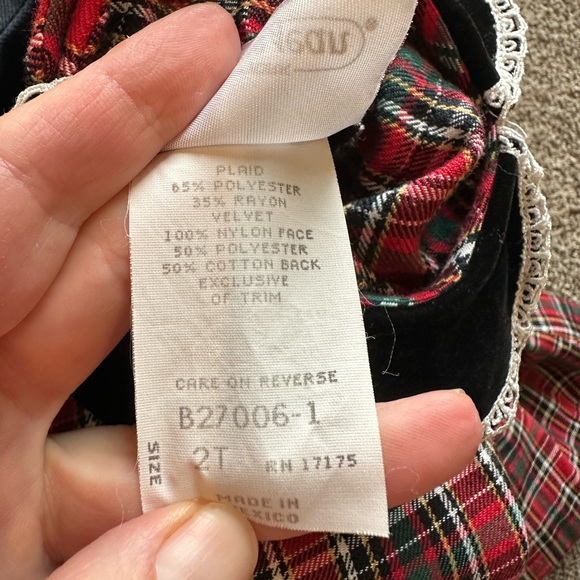 PLAID
65% POLYESTER
35% RAYON
VELVET
100% NYLON FACE
50% POLYESTER
50% COTTON BACK
EXCLUSIVE
OF TRIM
CARE ON REVERSE
B27006-1
SIZE 2T RN 17175
MADE IN
MEXICO